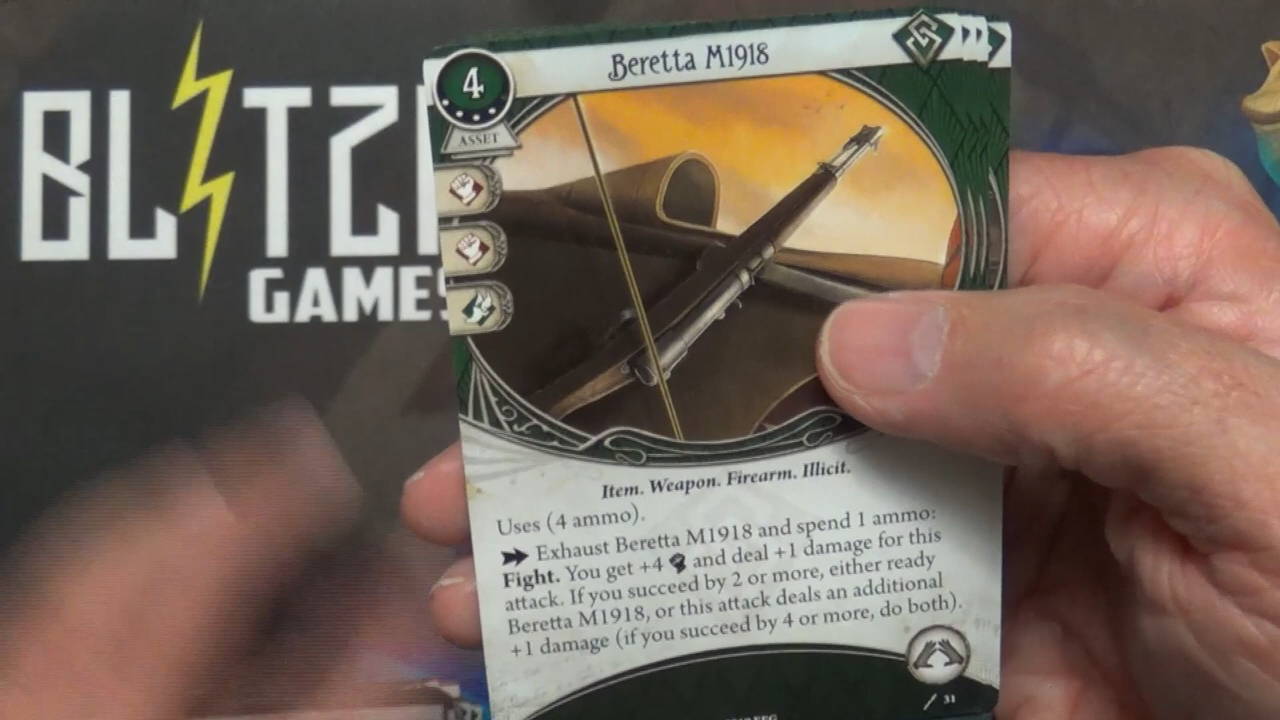 BLITZ
GAMES
Beretta M1918
4
ASSET
Item. Weapon. Firearm. Illicit.
Uses (4 ammo).
Exhaust Beretta M1918 and spend 1 ammo:
Fight. You get +4 and deal +1 damage for this
attack. If you succeed by 2 or more, either ready
Beretta M1918, or this attack deals an additional
+1 damage (if you succeed by 4 or more, do both).
31